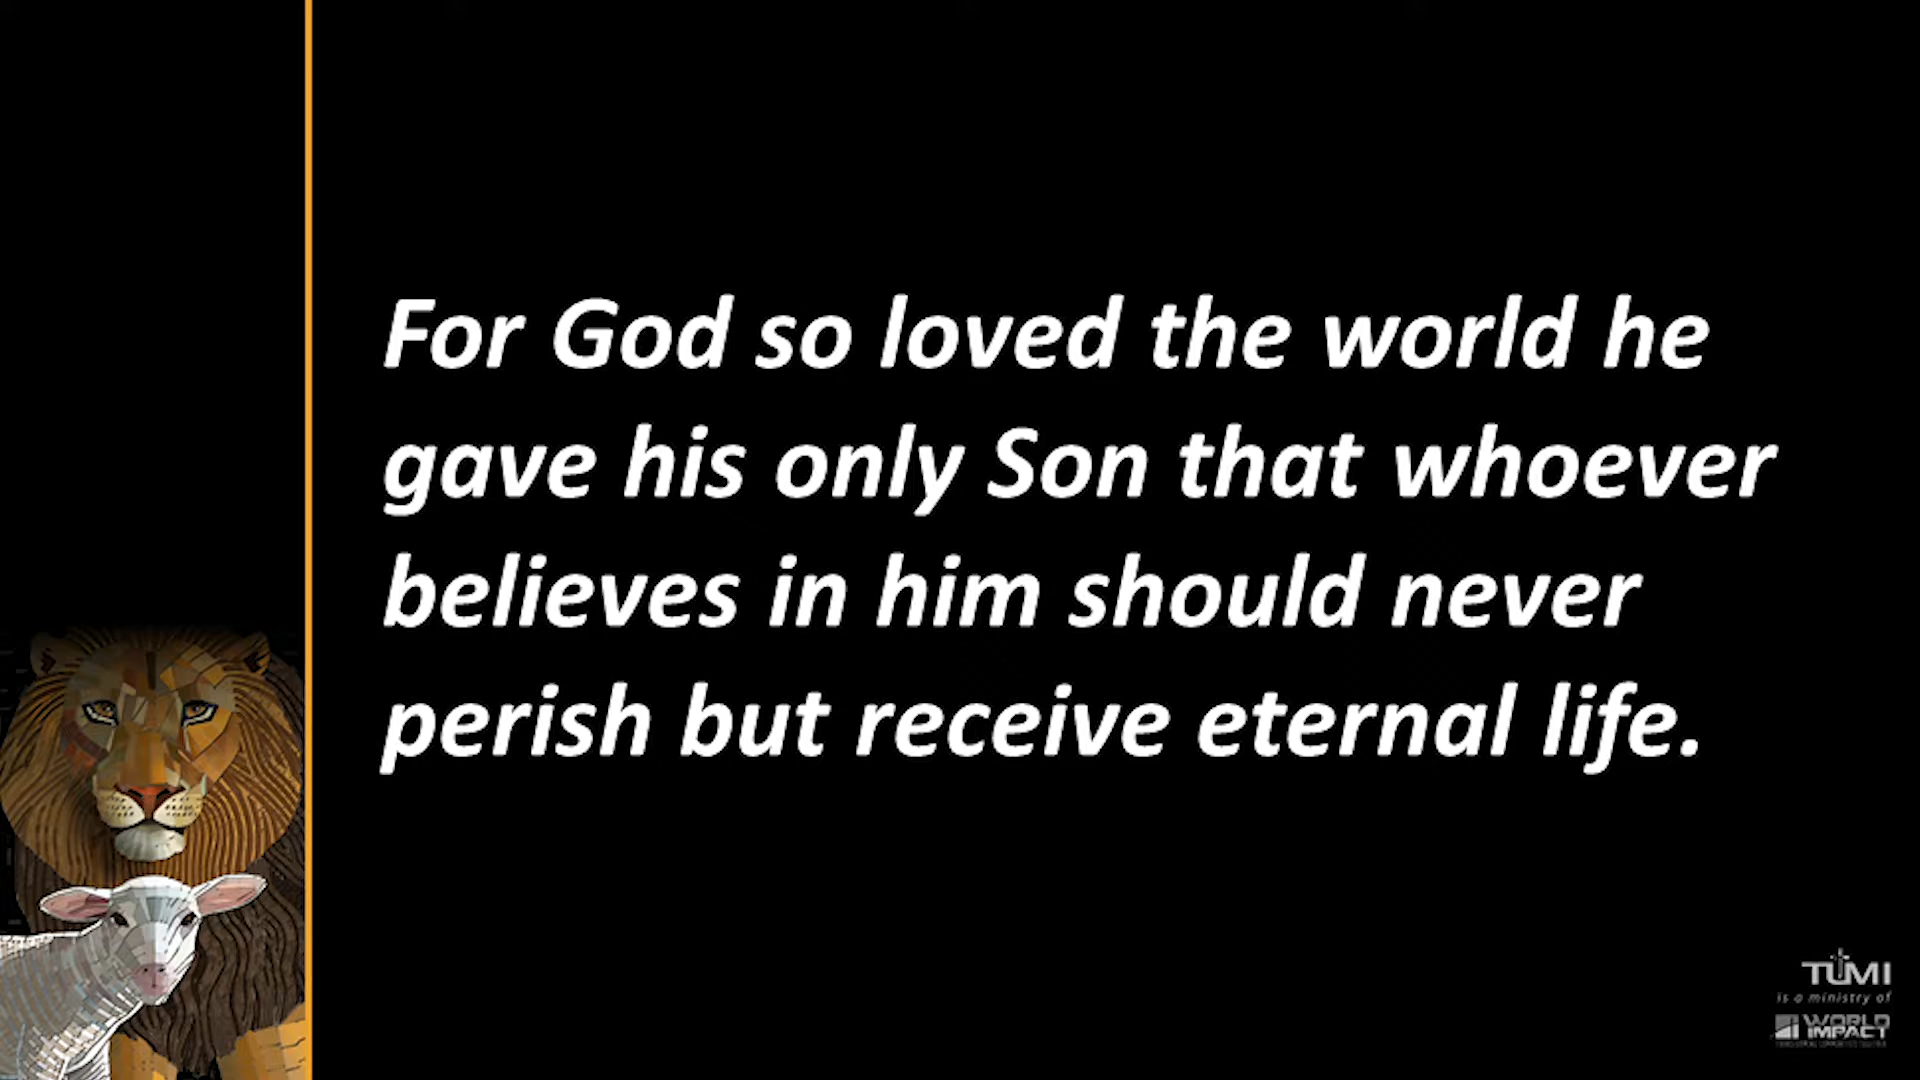 For God so loved the world he
gave his only Son that whoever
believes in him should never
perish but receive eternal life.
TUMI
is a ministry of
WORLD
IMPACT